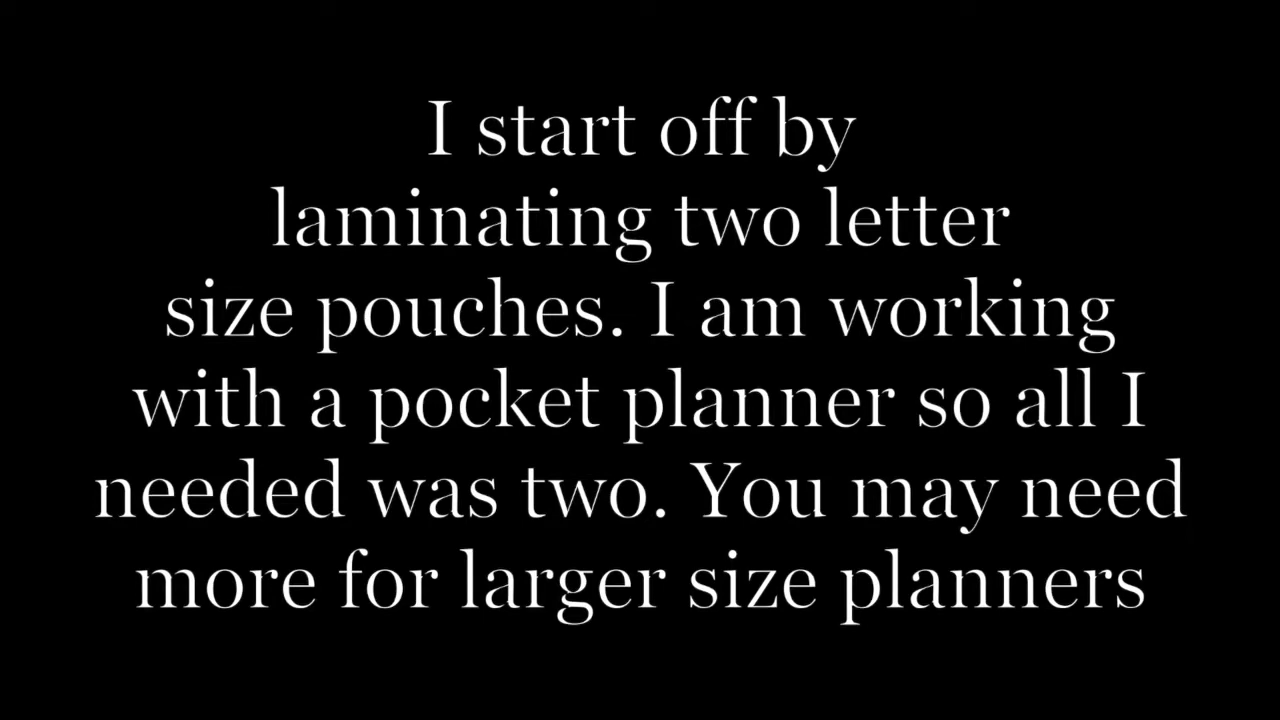 I start off by
laminating two letter
size pouches. I am working
with a pocket planner so all I
needed was two. You may need
more for larger size planners